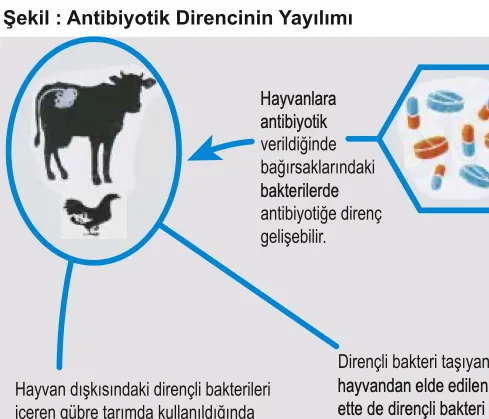 Şekil : Antibiyotik Direncinin Yayılımı
Hayvanlara
antibiyotik
verildiğinde
bağırsaklarındaki
bakterilerde
antibiyotiğe direnç
gelişebilir.
Dirençli bakteri taşıyan
hayvandan elde edilen
ette de dirençli bakteri
Hayvan dışkısındaki dirençli bakterileri
içeren gübre tarımda kullanıldığında